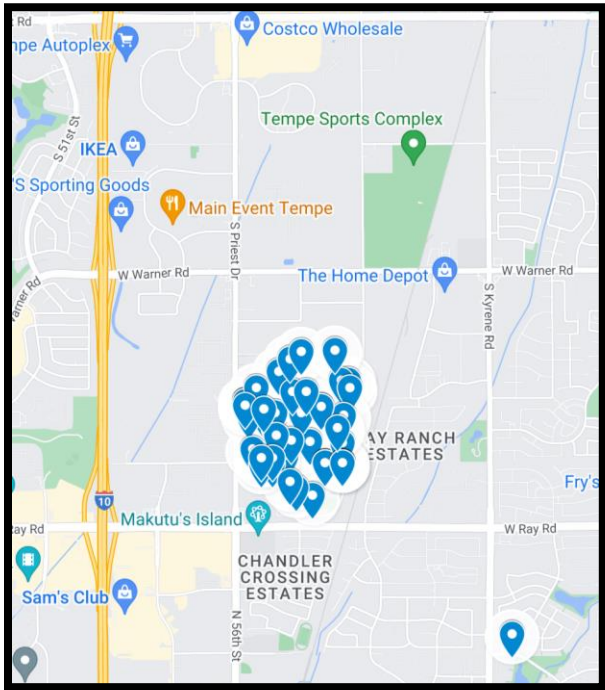 t Rd
Costco Wholesale
mpe Autoplex
S 51st St
Tempe Sports Complex
IKEA
'S Sporting Goods
Main Event Tempe
S Priest Dr
W Warner Rd
The Home Depot
W Warner Rd
Warner Rd
S Kyrene Rd
AY RANCH
ESTATES
10
Fry's
Makutu's Island
Ray Rd
W Ray Rd
CHANDLER
CROSSING
ESTATES
Sam's Club
N 56th St